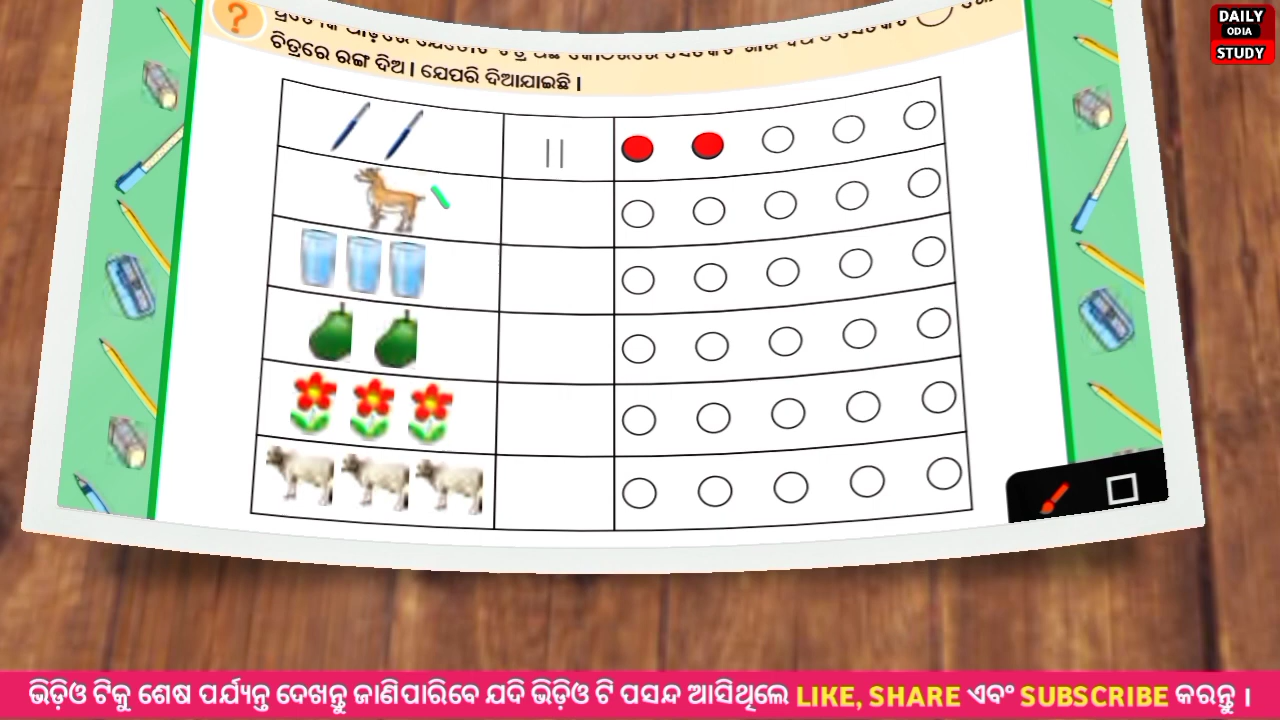 DAILY
ODIA
STUDY
?
ଚିତ୍ରରେ ରଙ୍ଗ ଦିଅ । ଯେପରି ଦିଆଯାଇଛି ।
||
ଭିଡ଼ିଓ ଟିକୁ ଶେଷ ପର୍ଯ୍ୟନ୍ତ ଦେଖନ୍ତୁ ଜାଣିପାରିବେ ଯଦି ଭିଡ଼ିଓ ଟି ପସନ୍ଦ ଆସିଥିଲେ LIKE, SHARE ଏବଂ SUBSCRIBE କରନ୍ତୁ ।